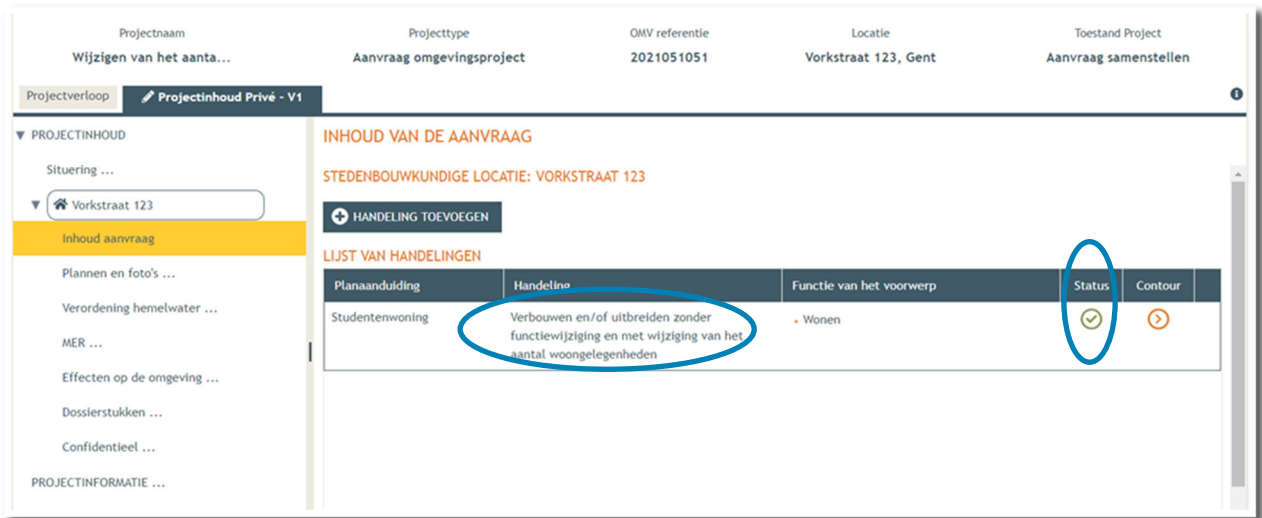 Projectnaam Projecttype OMV referentie Locatie Toestand Project
Wijzigen van het aanta... Aanvraag omgevingsproject 2021051051 Vorkstraat 123, Gent Aanvraag samenstellen
Projectverloop Projectinhoud Privé - V1
PROJECTINHOUD
Situering ...
Vorkstraat 123
Inhoud aanvraag
Plannen en foto's ...
Verordening hemelwater ...
MER ...
Effecten op de omgeving ...
Dossierstukken ...
Confidentieel ...
PROJECTINFORMATIE ...
INHOUD VAN DE AANVRAAG
STEDENBOUWKUNDIGE LOCATIE: VORKSTRAAT 123
HANDELING TOEVOEGEN
LIJST VAN HANDELINGEN
Planaanduiding Handeling Functie van het voorwerp Status Contour
Studentenwoning Verbouwen en/of uitbreiden zonder • Wonen
functiewijziging en met wijziging van het
aantal woongelegenheden